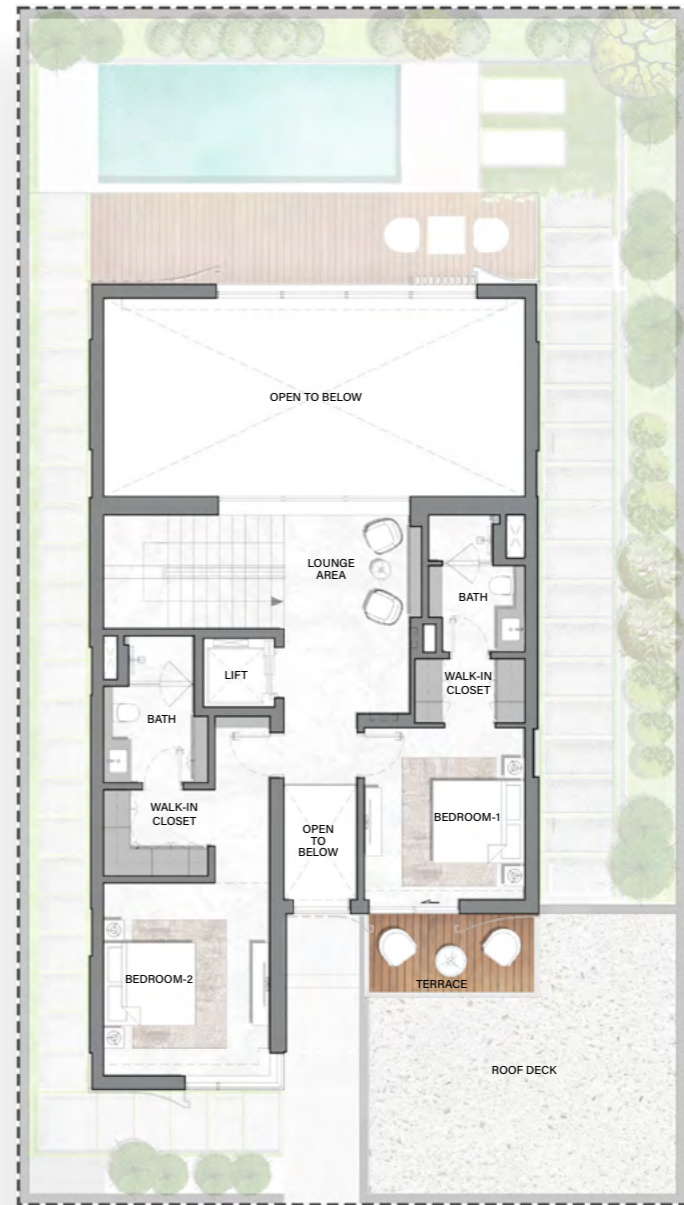 OPEN TO BELOW
LOUNGE
AREA
BATH
LIFT
WALK-IN
CLOSET
BATH
WALK-IN
CLOSET
OPEN
TO
BELOW
BEDROOM-1
BEDROOM-2
TERRACE
ROOF DECK